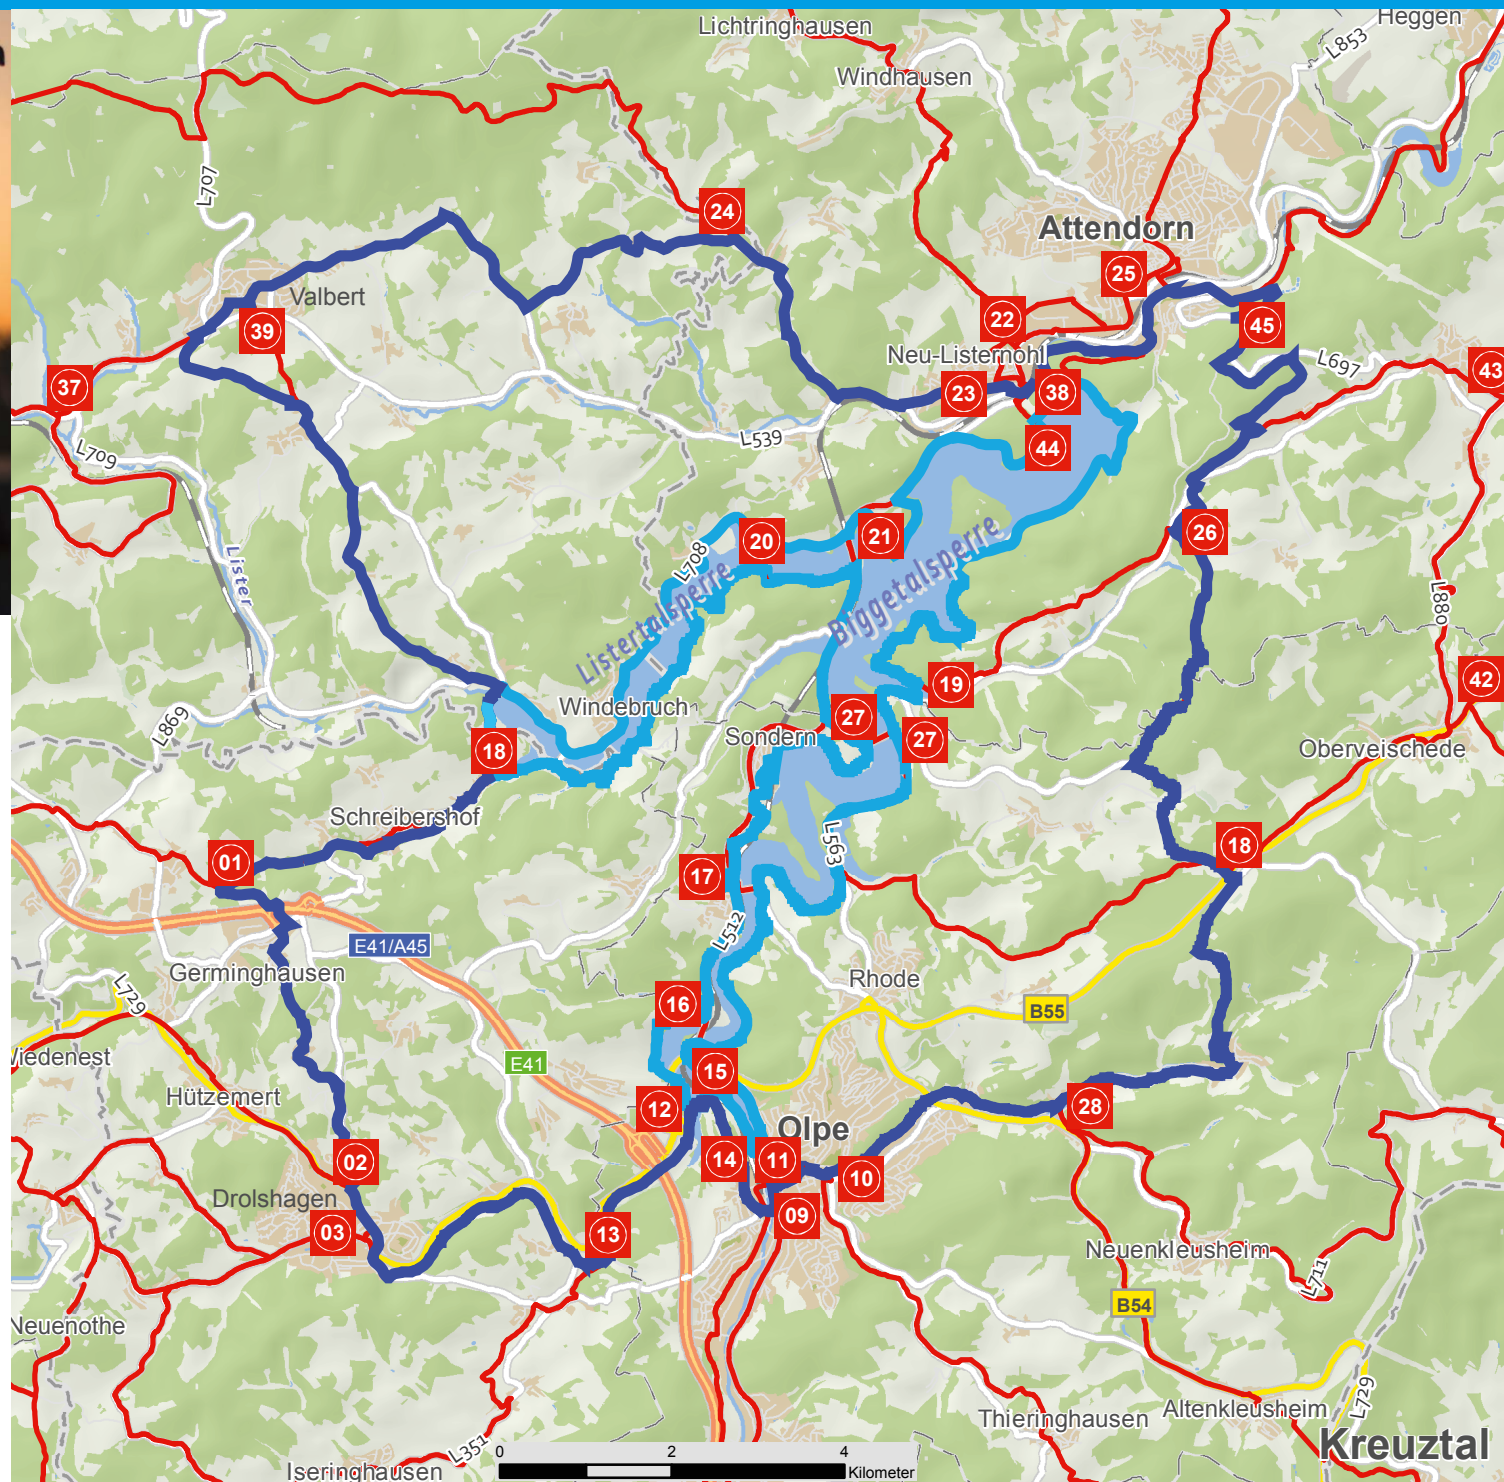 Heggen
Lichtringhausen
L853
Windhausen
L707
24
Attendorn
25
Valbert
22
45
39
Neu-Listernohl
L697
43
37
23
38
L539
44
L709
26
20
21
L708
Lister
Listertalsperre
Biggetalsperre
L880
19
42
Windebruch
27
Sondern
27
L869
18
Oberveischede
Schreibershof
L563
18
01
17
L512
E41/A45
Germinghausen
Rhode
L729
16
B55
Wiedenest
E41
15
Hützemert
12
28
Olpe
02
14
11
10
Drolshagen
09
03
13
Neuenkleusheim
L711
B54
Neuenothe
L729
Thieringhausen
Altenkleusheim
Kreuztal
L351
Iseringhausen
0 2 4
Kilometer